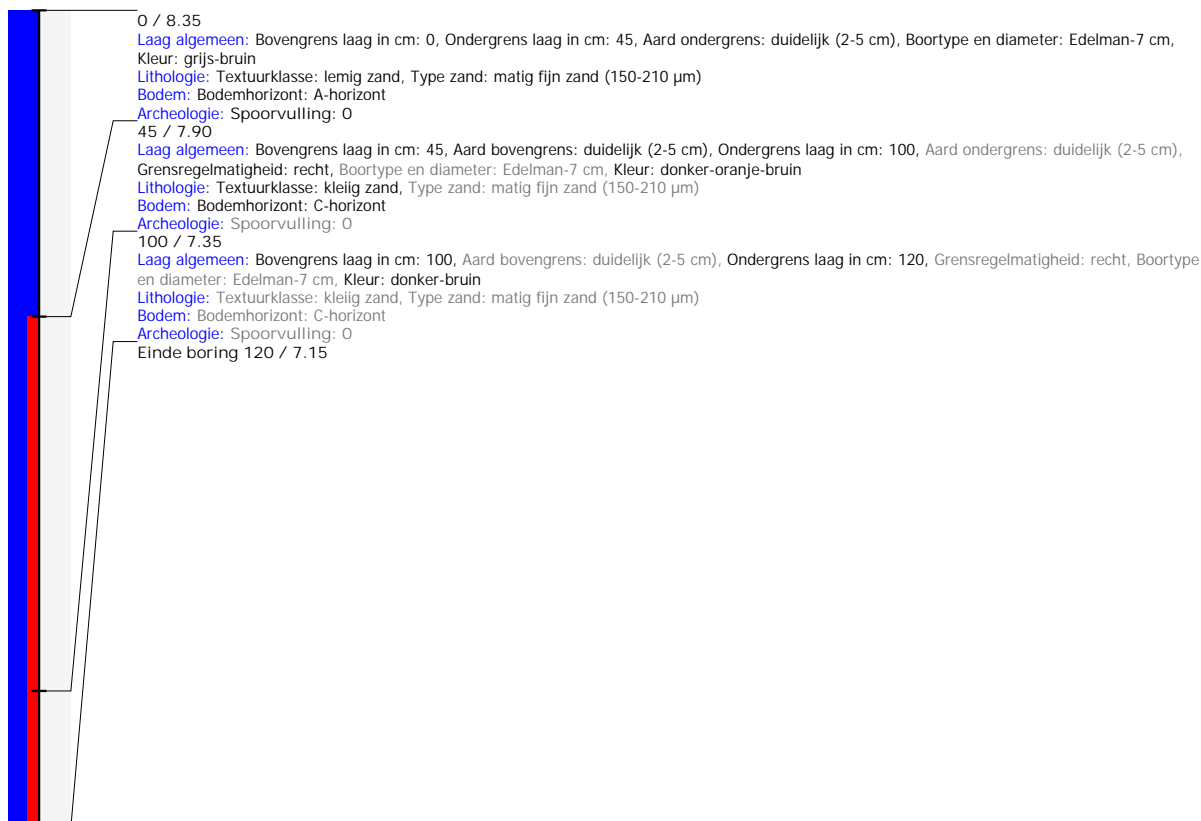 0 / 8.35
Laag algemeen: Bovengrens laag in cm: 0, Ondergrens laag in cm: 45, Aard ondergrens: duidelijk (2-5 cm), Boortype en diameter: Edelman-7 cm,
Kleur: grijs-bruin
Lithologie: Textuurklasse: lemig zand, Type zand: matig fijn zand (150-210 µm)
Bodem: Bodemhorizont: A-horizont
Archeologie: Spoorvulling: 0
45 / 7.90
Laag algemeen: Bovengrens laag in cm: 45, Aard bovengrens: duidelijk (2-5 cm), Ondergrens laag in cm: 100, Aard ondergrens: duidelijk (2-5 cm),
Grensregelmatigheid: recht, Boortype en diameter: Edelman-7 cm, Kleur: donker-oranje-bruin
Lithologie: Textuurklasse: kleiig zand, Type zand: matig fijn zand (150-210 µm)
Bodem: Bodemhorizont: C-horizont
Archeologie: Spoorvulling: 0
100 / 7.35
Laag algemeen: Bovengrens laag in cm: 100, Aard bovengrens: duidelijk (2-5 cm), Ondergrens laag in cm: 120, Grensregelmatigheid: recht, Boortype
en diameter: Edelman-7 cm, Kleur: donker-bruin
Lithologie: Textuurklasse: kleiig zand, Type zand: matig fijn zand (150-210 µm)
Bodem: Bodemhorizont: C-horizont
Archeologie: Spoorvulling: 0
Einde boring 120 / 7.15